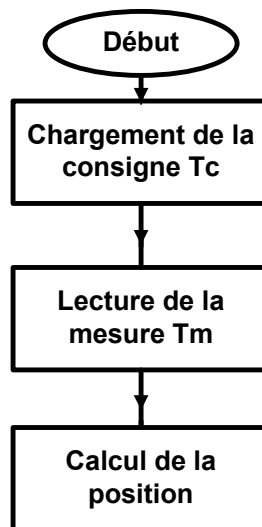 Début
Chargement de la
consigne Tc
Lecture de la
mesure Tm
Calcul de la
position